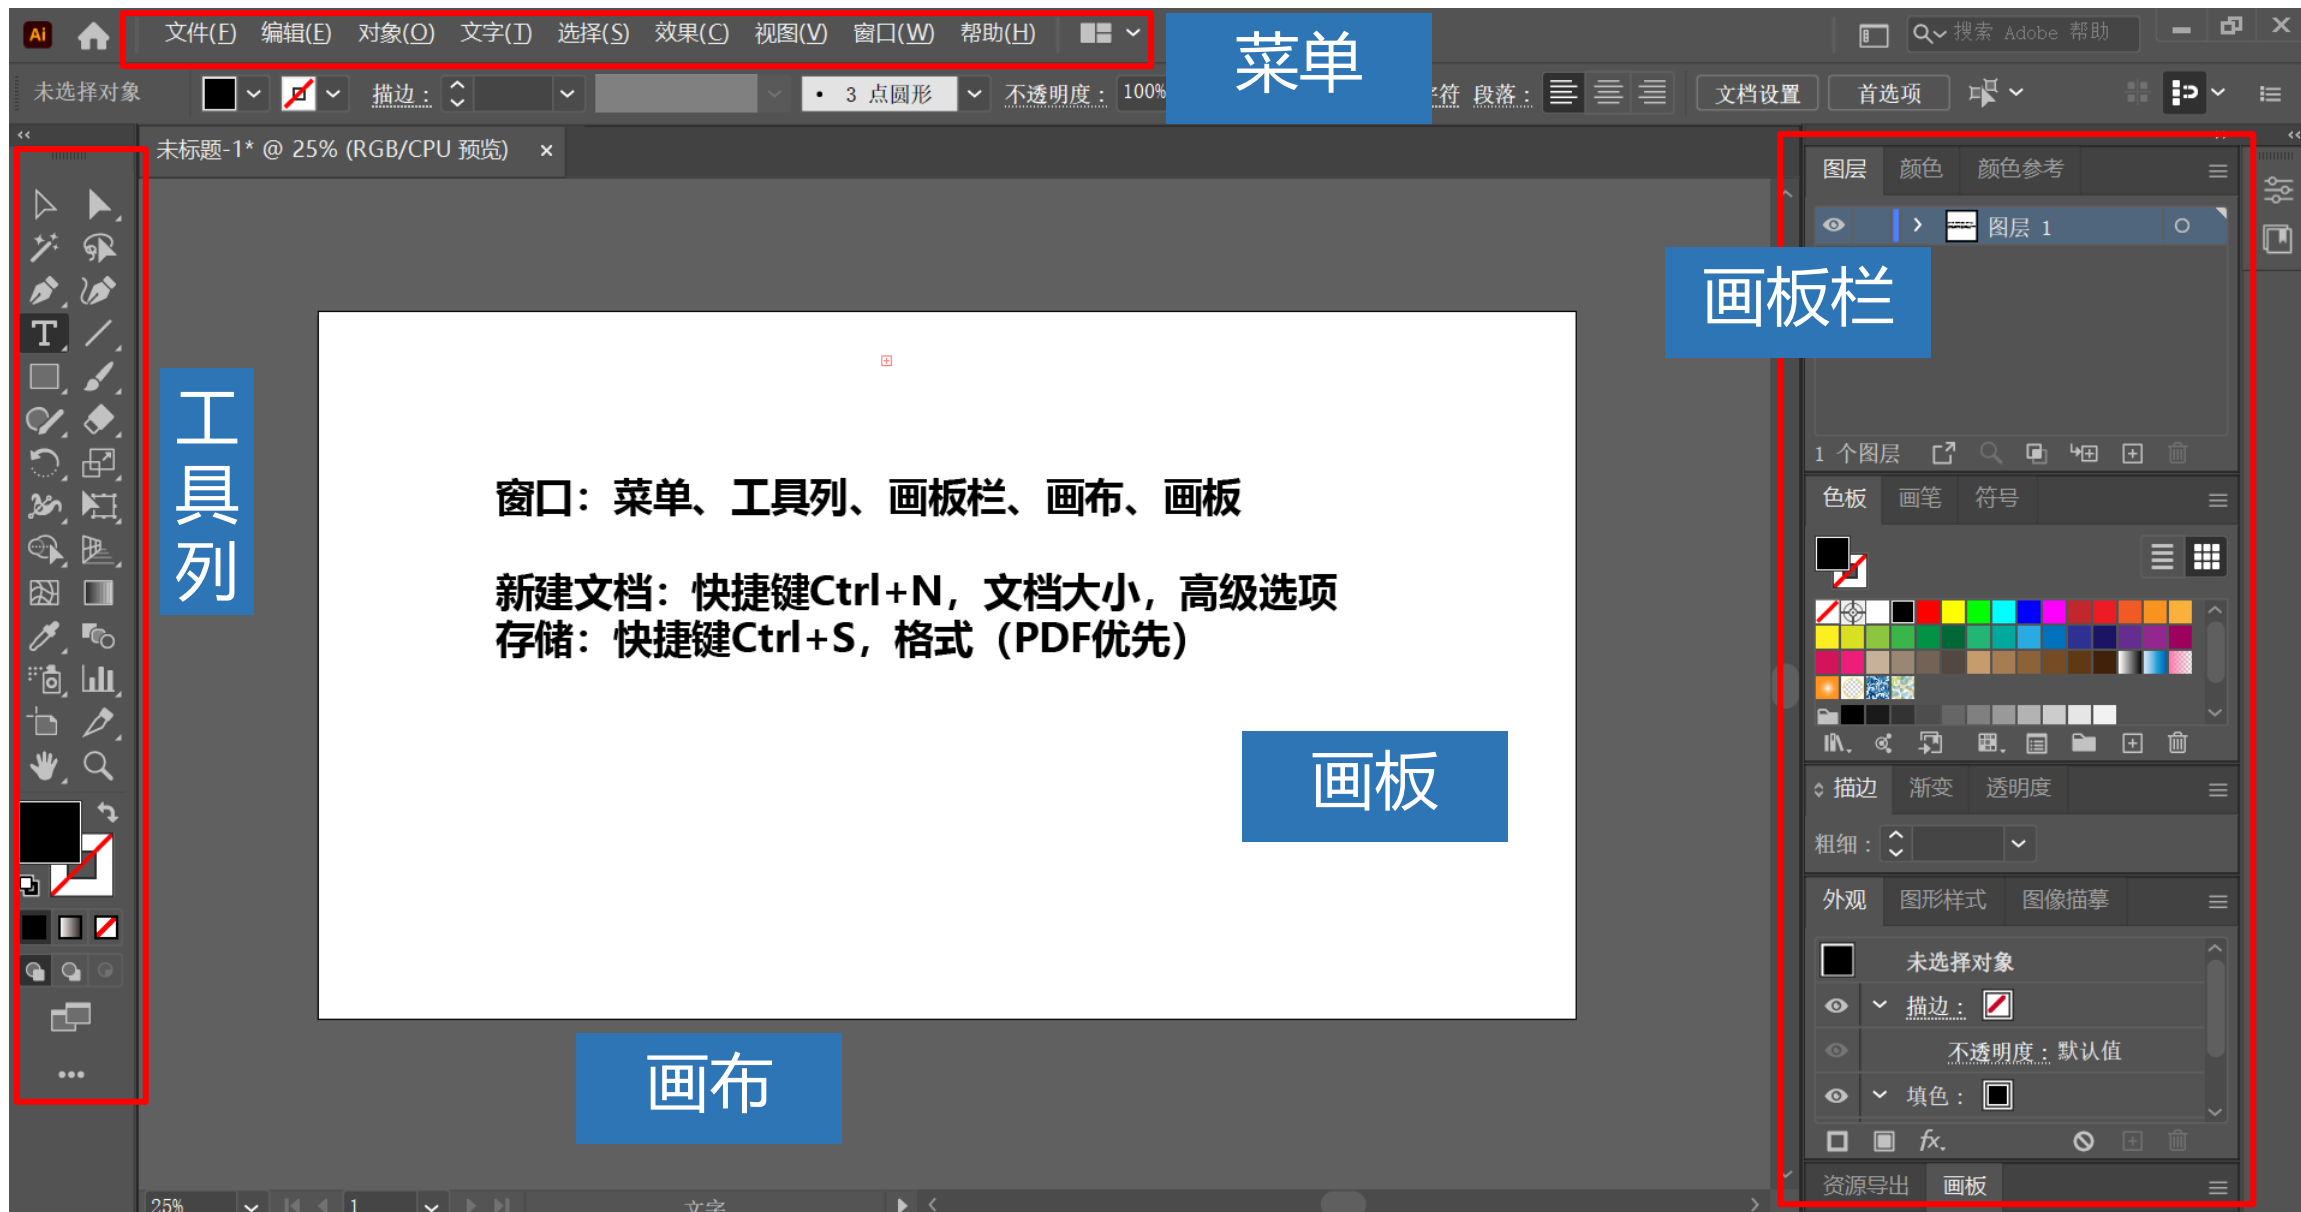 Ai 文件(F) 编辑(E) 对象(O) 文字(T) 选择(S) 效果(C) 视图(V) 窗口(W) 帮助(H) 搜索 Adobe 帮助
菜单
未选择对象 描边： 3 点圆形 不透明度： 100% 字符 段落： 文档设置 首选项
未标题-1* @ 25% (RGB/CPU 预览) ×
图层 颜色 颜色参考
图层 1
画板栏
工具列
1 个图层
窗口：菜单、工具列、画板栏、画布、画板
新建文档：快捷键Ctrl+N，文档大小，高级选项
存储：快捷键Ctrl+S，格式（PDF优先）
色板 画笔 符号
画板
描边 渐变 透明度
粗细：
外观 图形样式 图像描摹
未选择对象
描边：
不透明度：默认值
填色：
fx.
画布
资源导出 画板
25% 1 文字